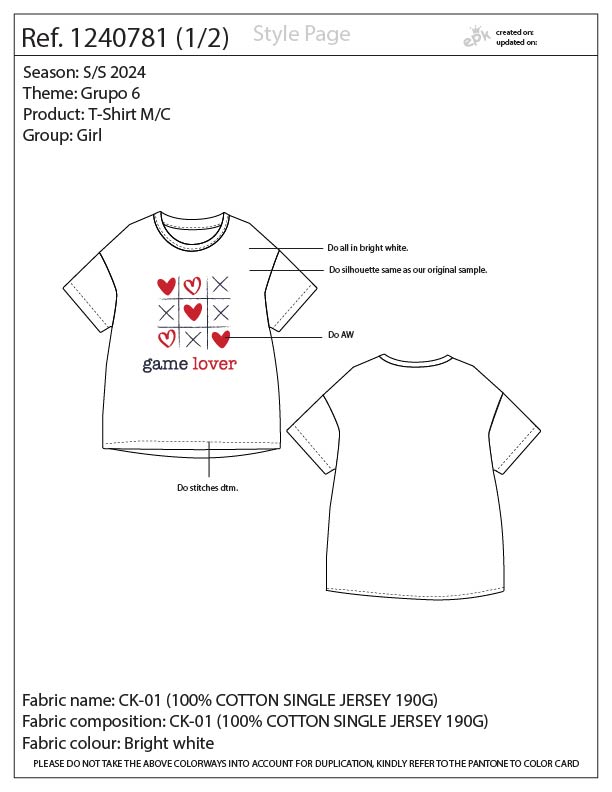 Ref. 1240781 (1/2)
Style Page
epk
created on:
updated on:
Season: S/S 2024
Theme: Grupo 6
Product: T-Shirt M/C
Group: Girl
Do all in bright white.
Do silhouette same as our original sample.
Do AW
game lover
Do stitches dtm.
Fabric name: CK-01 (100% COTTON SINGLE JERSEY 190G)
Fabric composition: CK-01 (100% COTTON SINGLE JERSEY 190G)
Fabric colour: Bright white
PLEASE DO NOT TAKE THE ABOVE COLORWAYS INTO ACCOUNT FOR DUPLICATION, KINDLY REFER TO THE PANTONE TO COLOR CARD